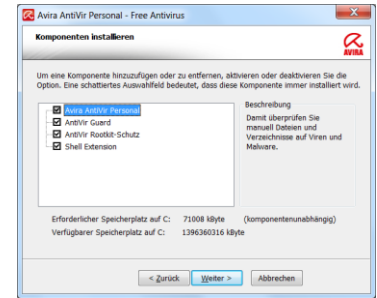 Avira AntiVir Personal - Free Antivirus
Komponenten installieren
AVIRA
Um eine Komponente hinzuzufügen oder zu entfernen, aktivieren oder deaktivieren Sie die
Option. Eine schattiertes Auswahlfeld bedeutet, dass diese Komponente immer installiert wird.
Avira AntiVir Personal
AntiVir Guard
AntiVir Rootkit-Schutz
Shell Extension
Beschreibung
Damit überprüfen Sie
manuell Dateien und
Verzeichnisse auf Viren und
Malware.
Erforderlicher Speicherplatz auf C: 71008 kByte (komponentenunabhängig)
Verfügbarer Speicherplatz auf C: 1396360316 kByte
< Zurück Weiter > Abbrechen